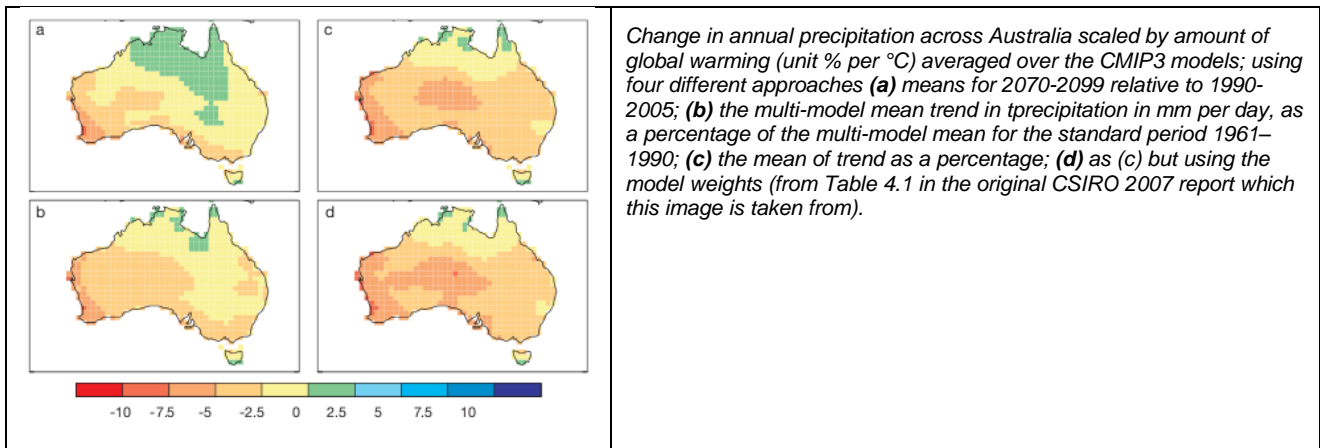 a
c
b
d
-10 -7.5 -5 -2.5 0 2.5 5 7.5 10
Change in annual precipitation across Australia scaled by amount of
global warming (unit % per °C) averaged over the CMIP3 models; using
four different approaches (a) means for 2070-2099 relative to 1990-
2005; (b) the multi-model mean trend in tprecipitation in mm per day, as
a percentage of the multi-model mean for the standard period 1961–
1990; (c) the mean of trend as a percentage; (d) as (c) but using the
model weights (from Table 4.1 in the original CSIRO 2007 report which
this image is taken from).